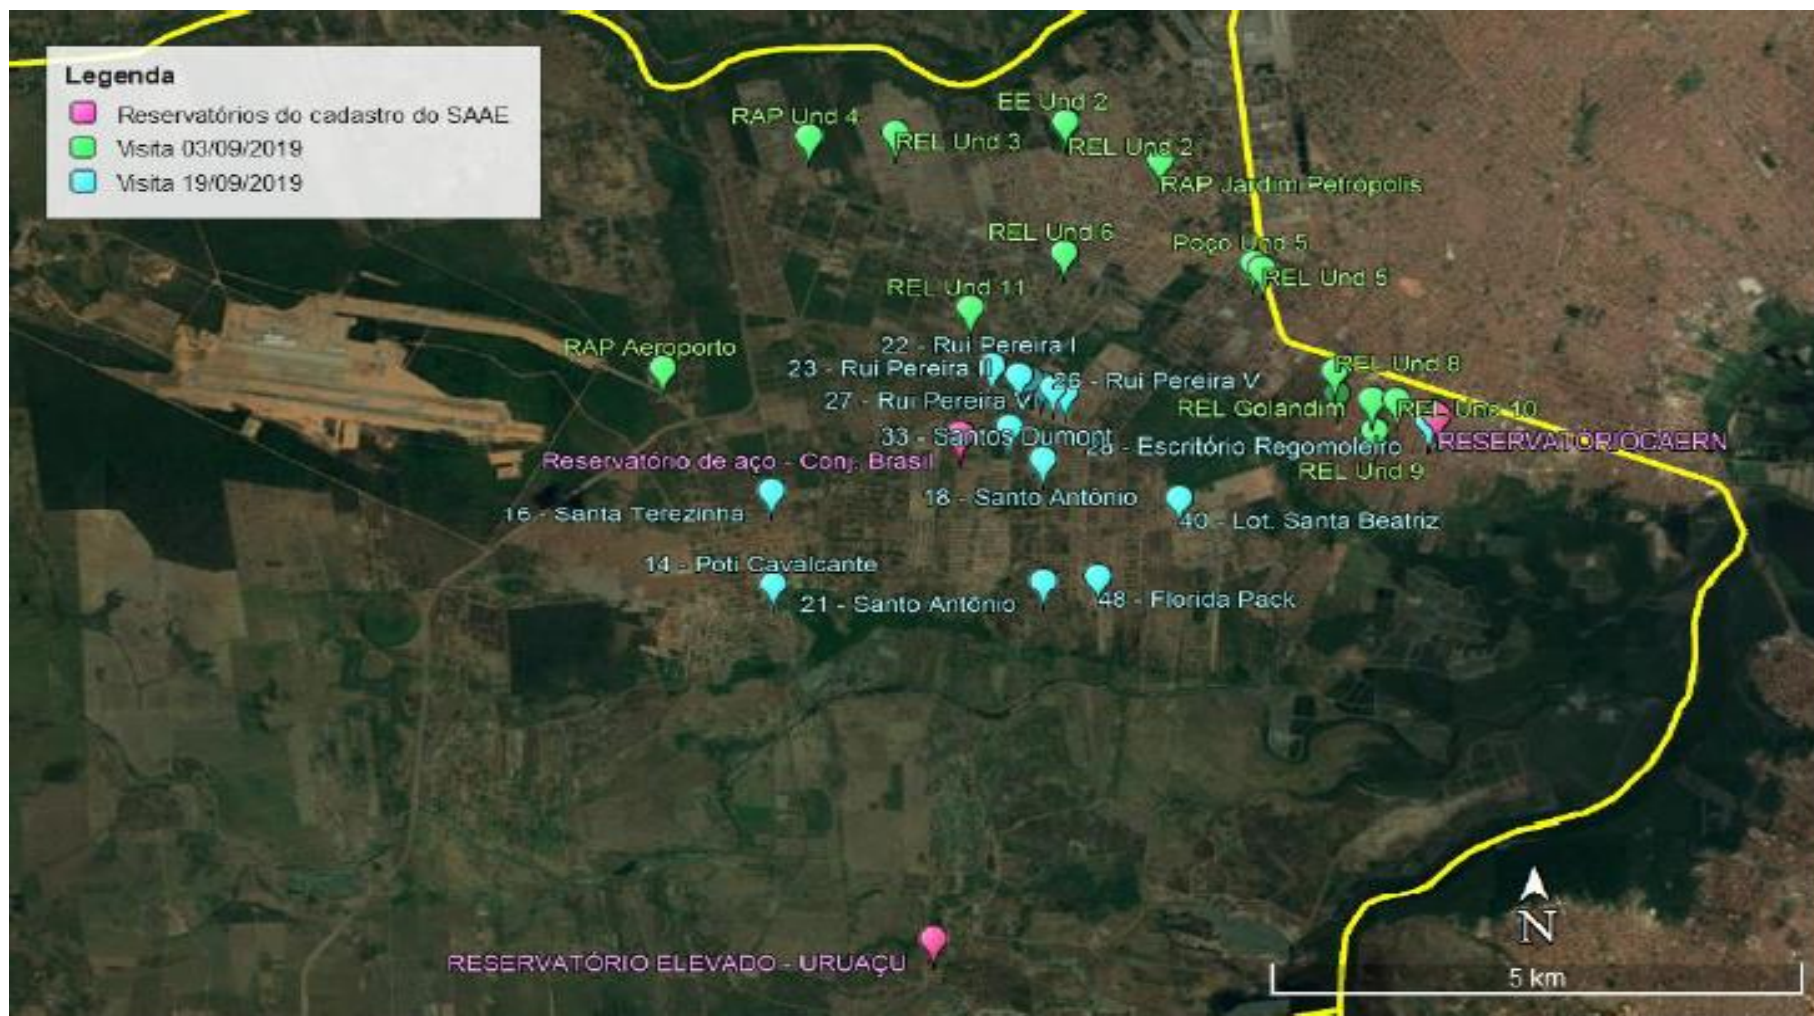 Legenda
Reservatórios do cadastro do SAAE
Visita 03/09/2019
Visita 19/09/2019
EE Und 2
RAP Und 4
REL Und 3
REL Und 2
RAP Jardim Petrópolis
REL Und 6
Poço Und 5
REL Und 5
REL Und 11
22 - Rui Pereira I
RAP Aeroporto
23 - Rui Pereira II
26 - Rui Pereira V
REL Und 8
27 - Rui Pereira VI
REL Golandim
REL Und 10
33 - Santos Dumont
28 - Escritório Regomoleiro
RESERVATÓRIOCAERN
Reservatório de aço - Conj. Brasil
REL Und 9
18 - Santo Antônio
16 - Santa Terezinha
40 - Lot. Santa Beatriz
14 - Poti Cavalcante
21 - Santo Antônio
48 - Florida Pack
N
RESERVATÓRIO ELEVADO - URUAÇU
5 km